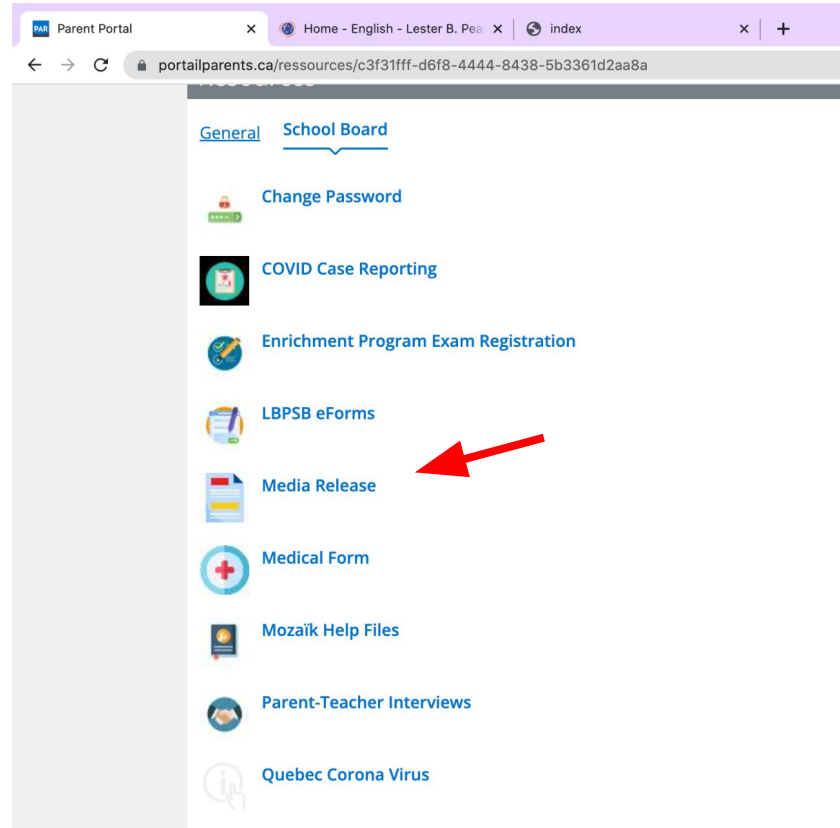 PAR Parent Portal
Home - English - Lester B. Pea
index
portailparents.ca/ressources/c3f31fff-d6f8-4444-8438-5b3361d2aa8a
General School Board
Change Password
COVID Case Reporting
Enrichment Program Exam Registration
LBPSB eForms
Media Release
Medical Form
Mozaïk Help Files
Parent-Teacher Interviews
Quebec Corona Virus